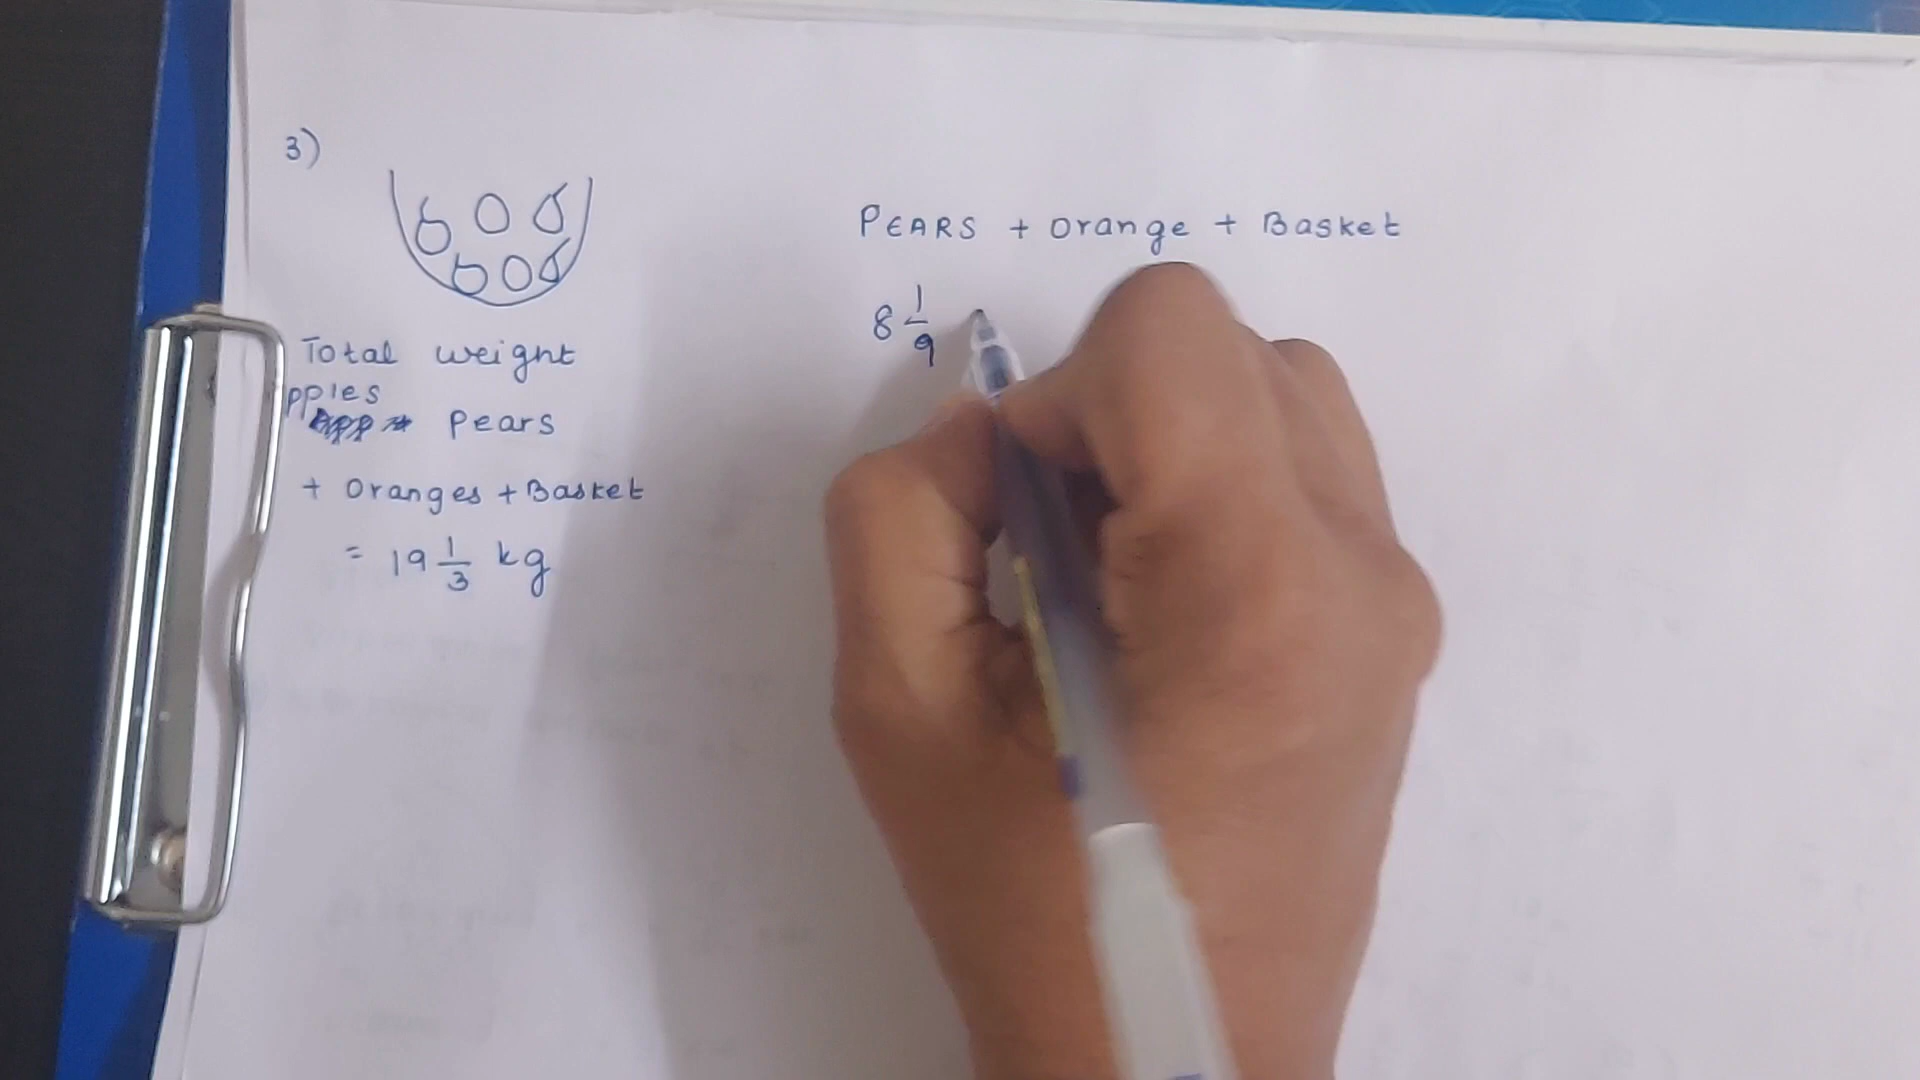 3)
Total weight
pples
Pears
+ Oranges + Basket
= 19 1/3 kg
PEARS + Orange + Basket
8 1/9